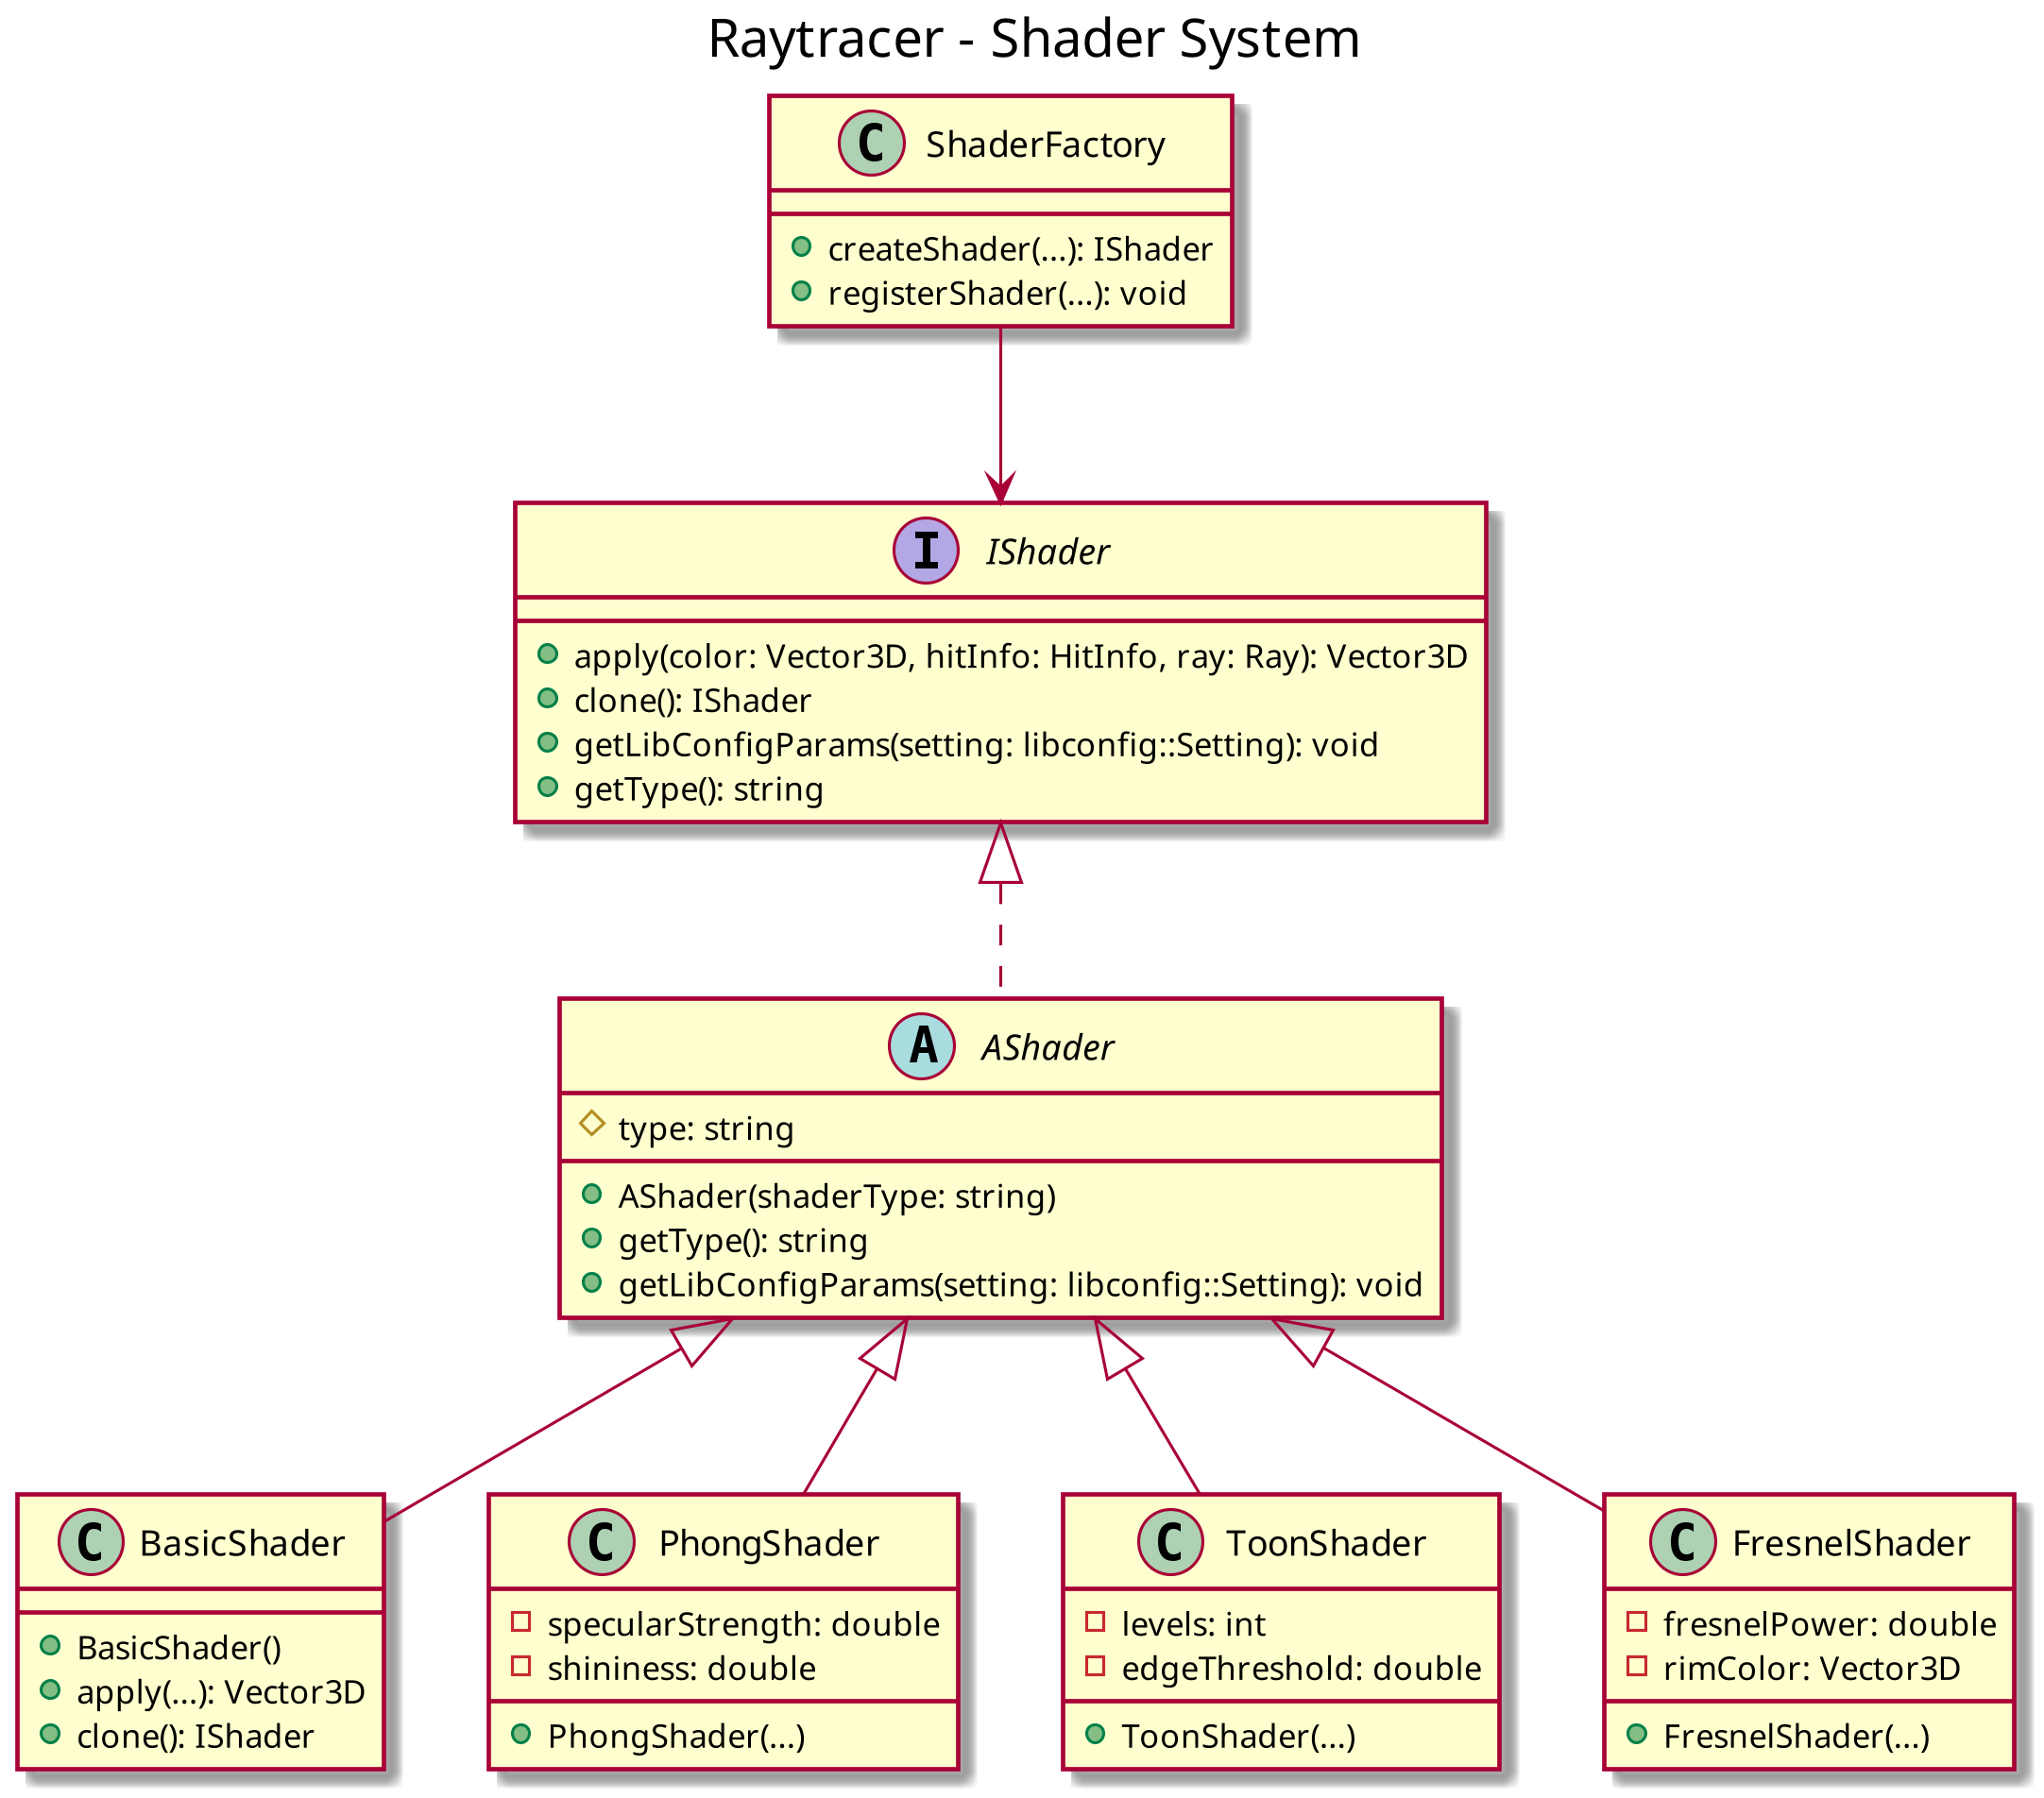 Raytracer - Shader System
C ShaderFactory
createShader(...): IShader
registerShader(...): void
I IShader
apply(color: Vector3D, hitInfo: HitInfo, ray: Ray): Vector3D
clone(): IShader
getLibConfigParams(setting: libconfig::Setting): void
getType(): string
A AShader
type: string
AShader(shaderType: string)
getType(): string
getLibConfigParams(setting: libconfig::Setting): void
C BasicShader
BasicShader()
apply(...): Vector3D
clone(): IShader
C PhongShader
specularStrength: double
shininess: double
PhongShader(...)
C ToonShader
levels: int
edgeThreshold: double
ToonShader(...)
C FresnelShader
fresnelPower: double
rimColor: Vector3D
FresnelShader(...)